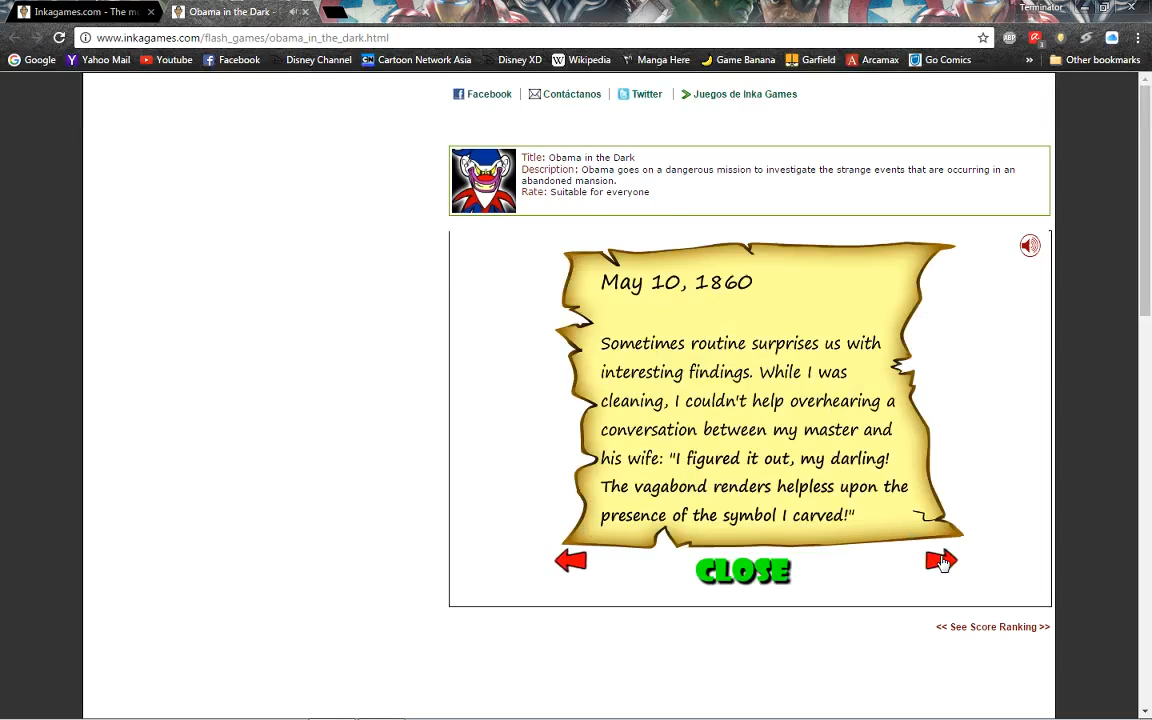 Inkagames.com - The m
Obama in the Dark -
Terminator
www.inkagames.com/flash_games/obama_in_the_dark.html
ABP
3
Google
Yahoo Mail
Youtube
Facebook
Disney Channel
Cartoon Network Asia
Disney XD
Wikipedia
Manga Here
Game Banana
Garfield
Arcamax
Go Comics
»
Other bookmarks
Facebook
Contáctanos
Twitter
Juegos de Inka Games
Title: Obama in the Dark
Description: Obama goes on a dangerous mission to investigate the strange events that are occurring in an
abandoned mansion.
Rate: Suitable for everyone
May 10, 1860
Sometimes routine surprises us with
interesting findings. While I was
cleaning, I couldn't help overhearing a
conversation between my master and
his wife: "I figured it out, my darling!
The vagabond renders helpless upon the
presence of the symbol I carved!"
CLOSE
<< See Score Ranking >>